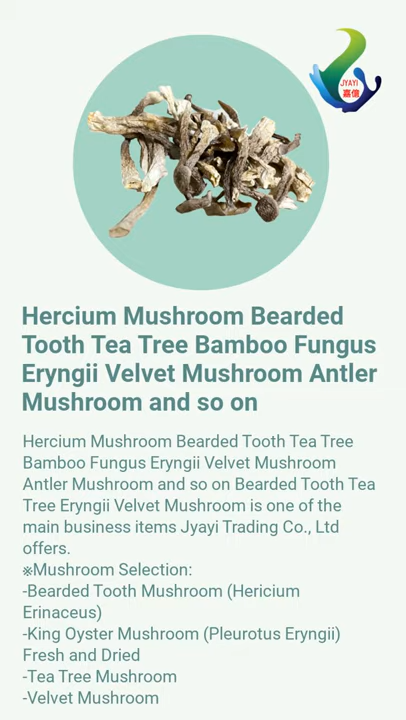 JYAYI
嘉億
Hercium Mushroom Bearded
Tooth Tea Tree Bamboo Fungus
Eryngii Velvet Mushroom Antler
Mushroom and so on
Hercium Mushroom Bearded Tooth Tea Tree
Bamboo Fungus Eryngii Velvet Mushroom
Antler Mushroom and so on Bearded Tooth Tea
Tree Eryngii Velvet Mushroom is one of the
main business items Jyayi Trading Co., Ltd
offers.
※Mushroom Selection:
-Bearded Tooth Mushroom (Hericium
Erinaceus)
-King Oyster Mushroom (Pleurotus Eryngii)
Fresh and Dried
-Tea Tree Mushroom
-Velvet Mushroom